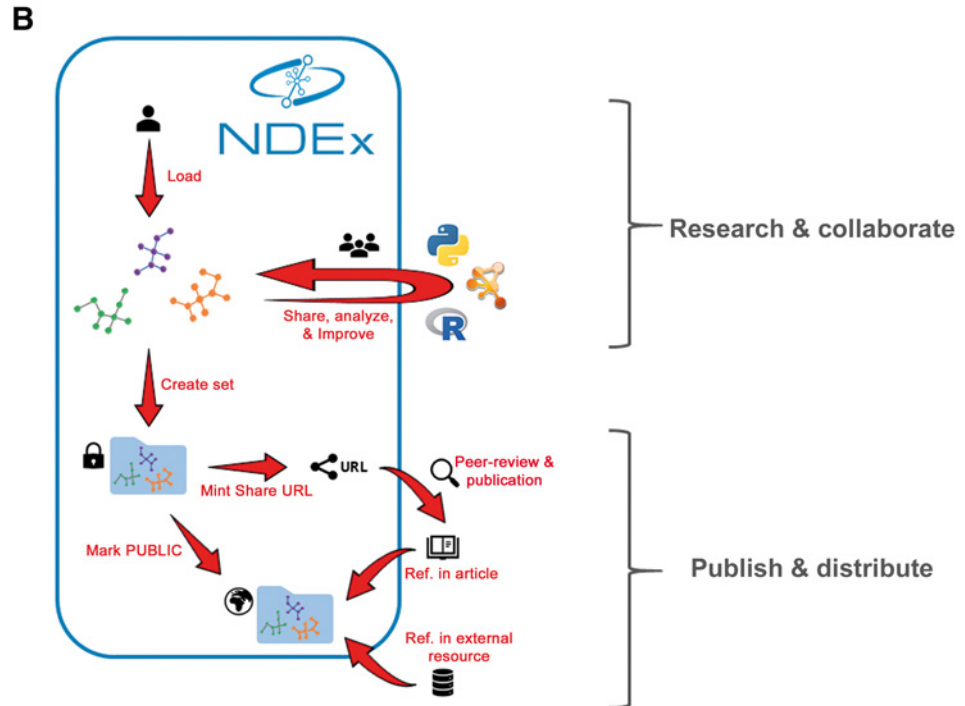 B
NDEx
Load
Research & collaborate
Share, analyze,
& Improve
R
Create set
URL
Peer-review &
publication
Mint Share URL
Mark PUBLIC
Ref. in article
Publish & distribute
Ref. in external
resource